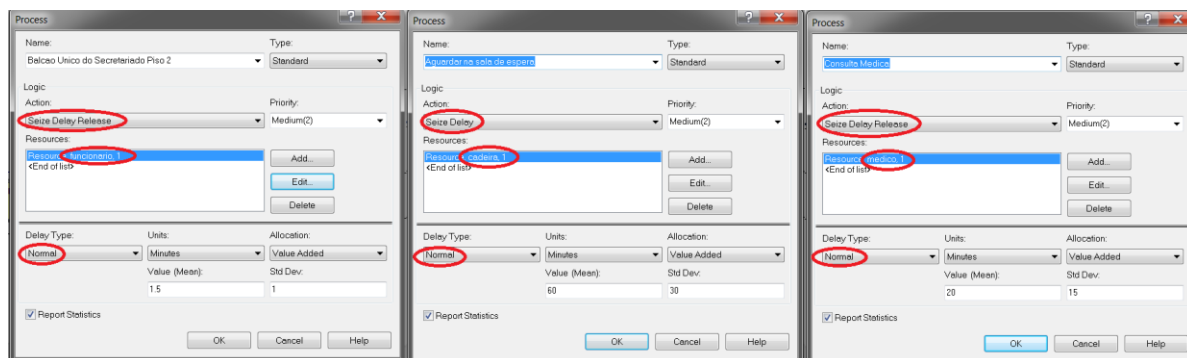 Process
Name:
Type:
Balcao Unico do Secretariado Piso 2
Standard
Logic
Action:
Priority:
Seize Delay Release
Medium(2)
Resources:
Resource, funcionario, 1
<End of list>
Add...
Edit...
Delete
Delay Type:
Units:
Allocation:
Normal
Minutes
Value Added
Value (Mean):
Std Dev:
1.5
1
Report Statistics
OK
Cancel
Help
Process
Name:
Type:
Aguardar na sala de espera
Standard
Logic
Action:
Priority:
Seize Delay
Medium(2)
Resources:
Resource, cadeira, 1
<End of list>
Add...
Edit...
Delete
Delay Type:
Units:
Allocation:
Normal
Minutes
Value Added
Value (Mean):
Std Dev:
60
30
Report Statistics
OK
Cancel
Help
Process
Name:
Type:
Consulta Medica
Standard
Logic
Action:
Priority:
Seize Delay Release
Medium(2)
Resources:
Resource, medico, 1
<End of list>
Add...
Edit...
Delete
Delay Type:
Units:
Allocation:
Normal
Minutes
Value Added
Value (Mean):
Std Dev:
20
15
Report Statistics
OK
Cancel
Help